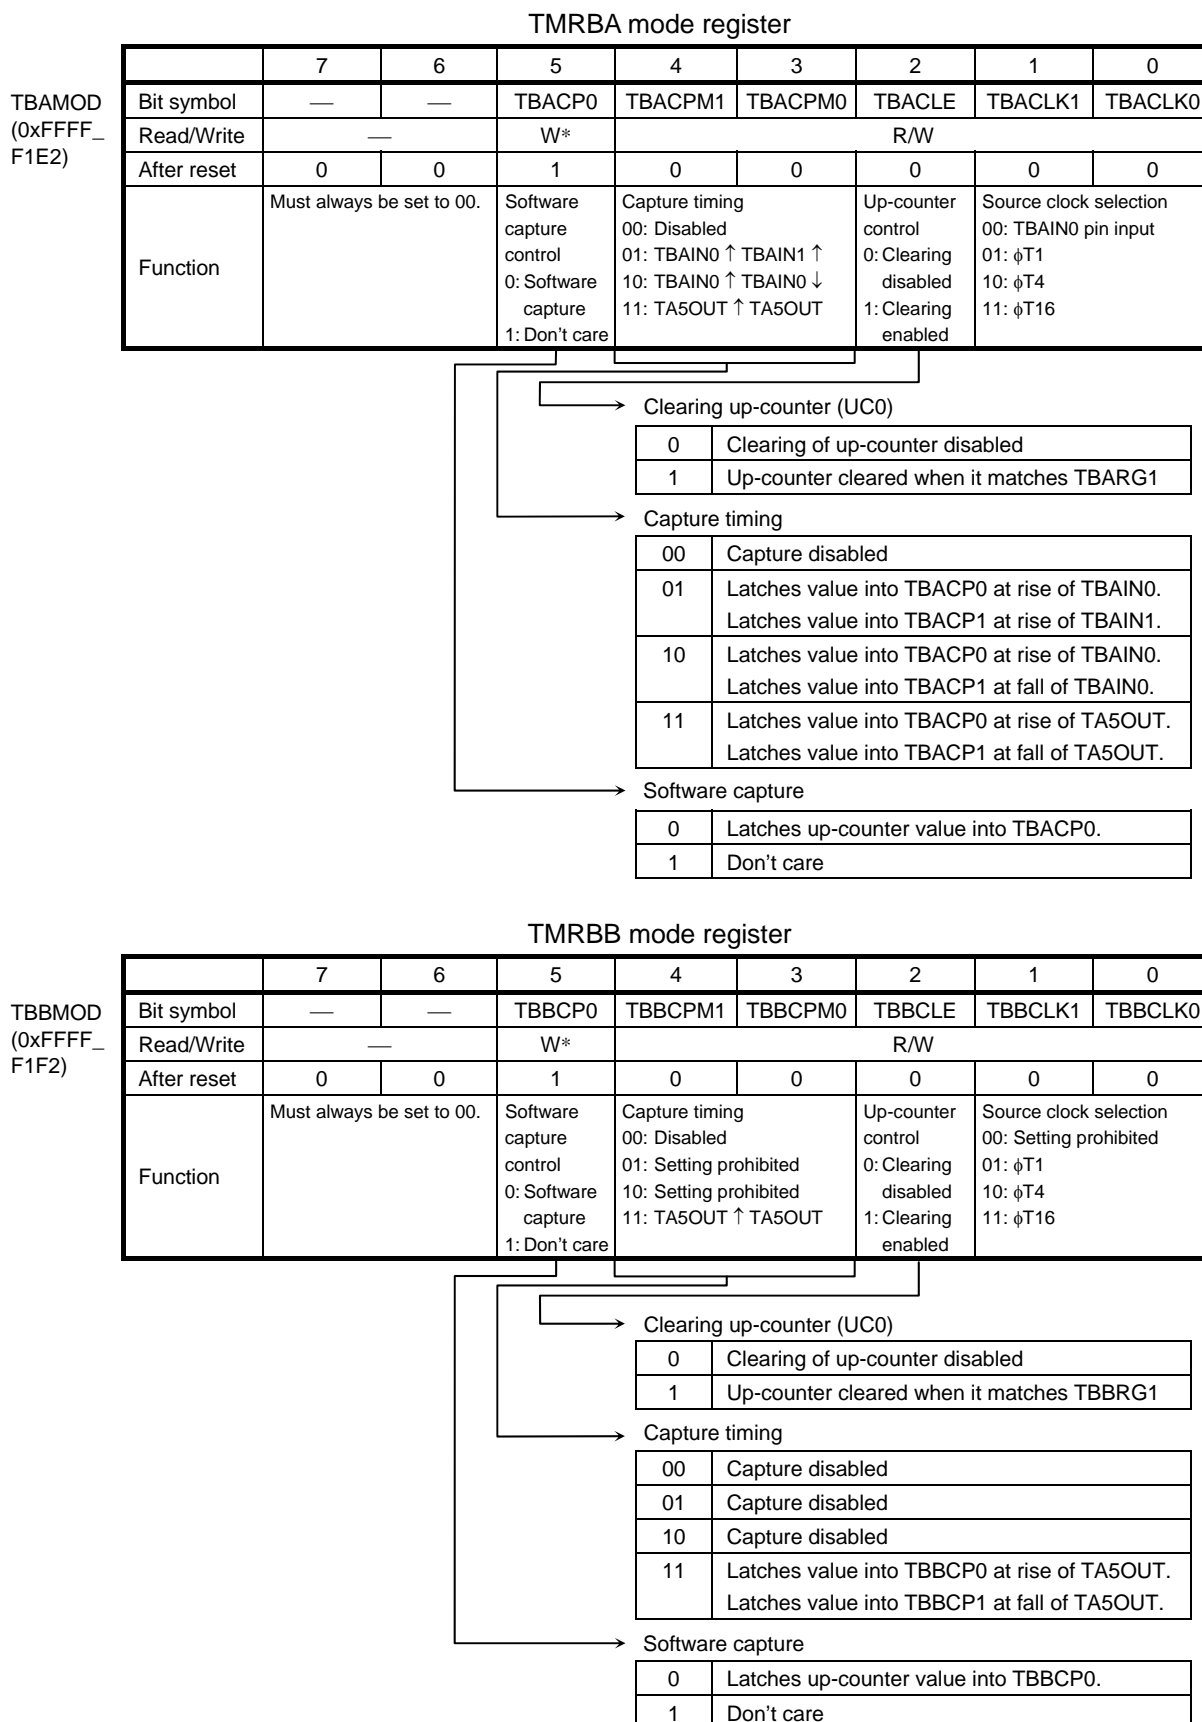 TMRBA mode register
7 6 5 4 3 2 1 0
TBAMOD
(0xFFFF_
F1E2)
Bit symbol — — TBACP0 TBACPM1 TBACPM0 TBACLE TBACLK1 TBACLK0
Read/Write — W* R/W
After reset 0 0 1 0 0 0 0 0
Function
Must always be set to 00.
Software
capture
control
0: Software
capture
1: Don't care
Capture timing
00: Disabled
01: TBAIN0 ↑ TBAIN1 ↑
10: TBAIN0 ↑ TBAIN0 ↓
11: TA5OUT ↑ TA5OUT
Up-counter
control
0: Clearing
disabled
1: Clearing
enabled
Source clock selection
00: TBAIN0 pin input
01: ϕT1
10: ϕT4
11: ϕT16
Clearing up-counter (UC0)
0 Clearing of up-counter disabled
1 Up-counter cleared when it matches TBARG1
Capture timing
00 Capture disabled
01 Latches value into TBACP0 at rise of TBAIN0.
Latches value into TBACP1 at rise of TBAIN1.
10 Latches value into TBACP0 at rise of TBAIN0.
Latches value into TBACP1 at fall of TBAIN0.
11 Latches value into TBACP0 at rise of TA5OUT.
Latches value into TBACP1 at fall of TA5OUT.
Software capture
0 Latches up-counter value into TBACP0.
1 Don't care
TMRBB mode register
7 6 5 4 3 2 1 0
TBBMOD
(0xFFFF_
F1F2)
Bit symbol — — TBBCP0 TBBCPM1 TBBCPM0 TBBCLE TBBCLK1 TBBCLK0
Read/Write — W* R/W
After reset 0 0 1 0 0 0 0 0
Function
Must always be set to 00.
Software
capture
control
0: Software
capture
1: Don't care
Capture timing
00: Disabled
01: Setting prohibited
10: Setting prohibited
11: TA5OUT ↑ TA5OUT
Up-counter
control
0: Clearing
disabled
1: Clearing
enabled
Source clock selection
00: Setting prohibited
01: ϕT1
10: ϕT4
11: ϕT16
Clearing up-counter (UC0)
0 Clearing of up-counter disabled
1 Up-counter cleared when it matches TBBRG1
Capture timing
00 Capture disabled
01 Capture disabled
10 Capture disabled
11 Latches value into TBBCP0 at rise of TA5OUT.
Latches value into TBBCP1 at fall of TA5OUT.
Software capture
0 Latches up-counter value into TBBCP0.
1 Don't care